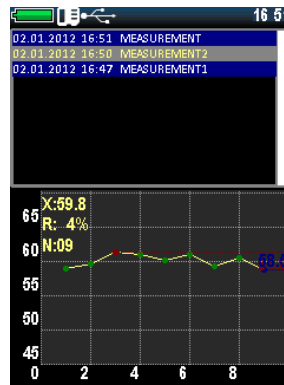 16 5
02.01.2012 16:51 MEASUREMENT
02.01.2012 16:50 MEASUREMENT2
02.01.2012 16:47 MEASUREMENT1
X:59.8
R: 4%
N:09
65
60
55
50
45
0 2 4 6 8